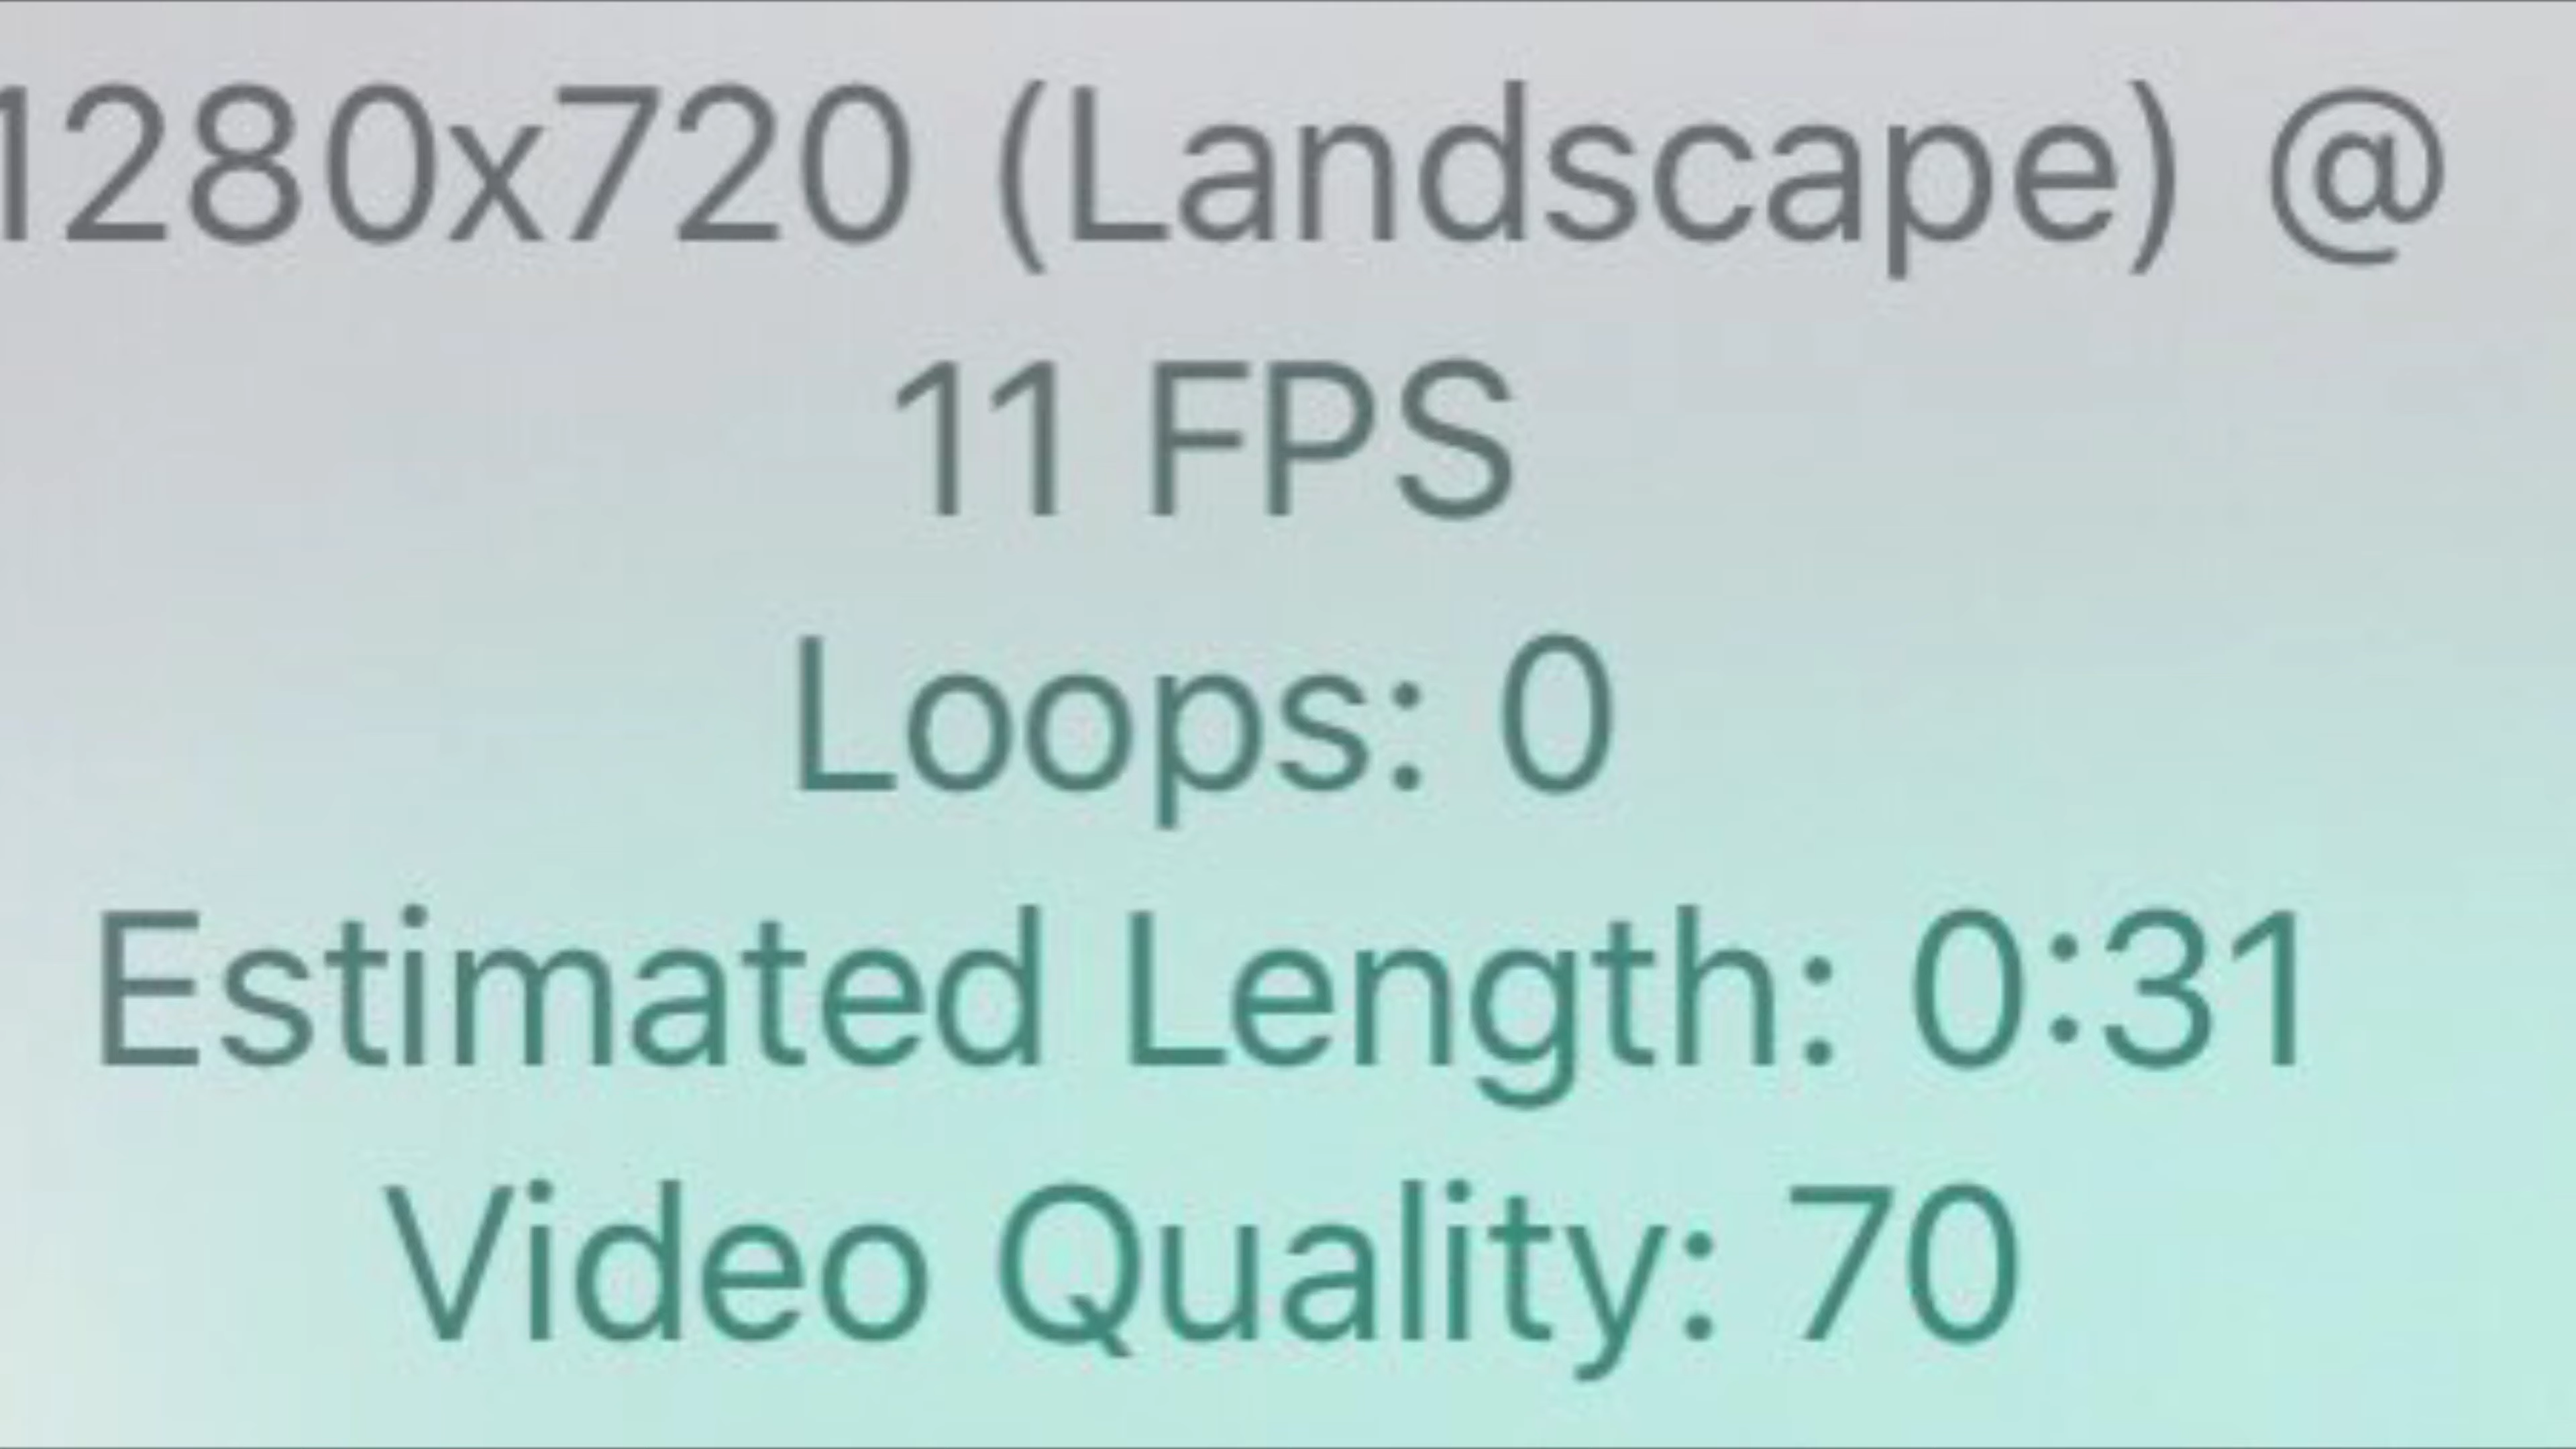 1280x720 (Landscape) @
11 FPS
Loops: 0
Estimated Length: 0:31
Video Quality: 70